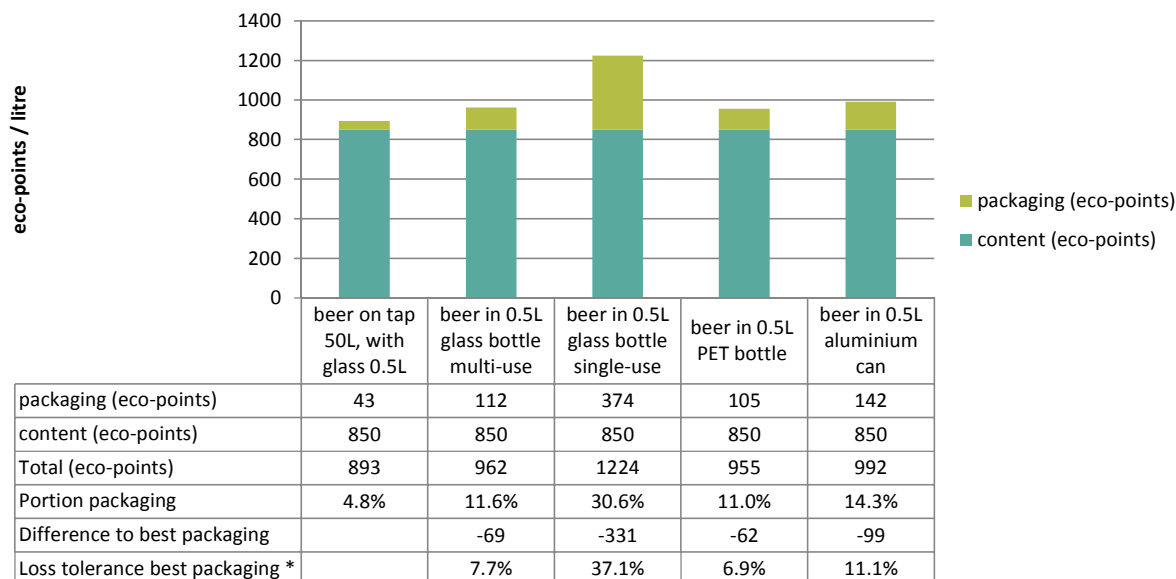 eco-points / litre
1400
1200
1000
800
600
400
200
0
packaging (eco-points)
content (eco-points)
beer on tap
50L, with
glass 0.5L
beer in 0.5L
glass bottle
multi-use
beer in 0.5L
glass bottle
single-use
beer in 0.5L
PET bottle
beer in 0.5L
aluminium
can
packaging (eco-points) 43 112 374 105 142
content (eco-points) 850 850 850 850 850
Total (eco-points) 893 962 1224 955 992
Portion packaging 4.8% 11.6% 30.6% 11.0% 14.3%
Difference to best packaging -69 -331 -62 -99
Loss tolerance best packaging * 7.7% 37.1% 6.9% 11.1%